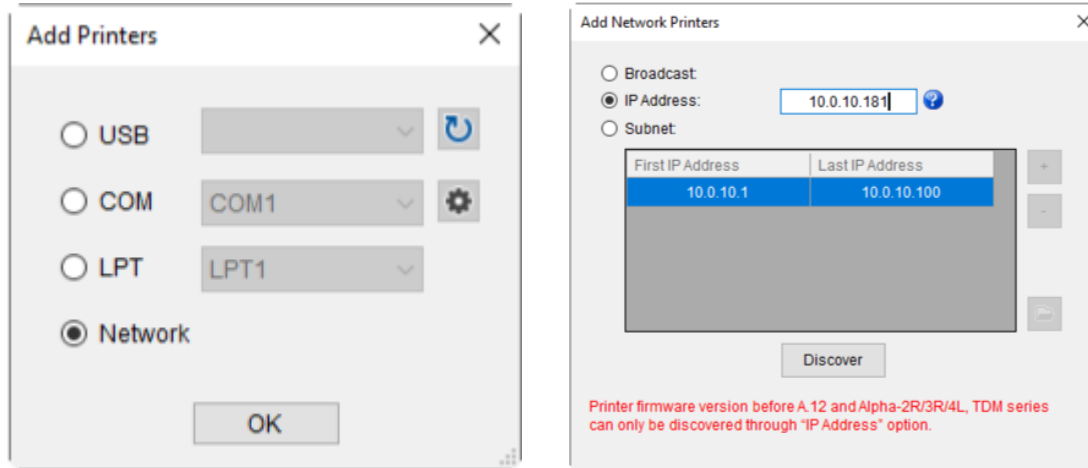 Add Printers
USB
COM COM1
LPT LPT1
Network
OK
Add Network Printers
Broadcast:
IP Address: 10.0.10.181
Subnet:
First IP Address Last IP Address
10.0.10.1 10.0.10.100
+
-
Discover
Printer firmware version before A.12 and Alpha-2R/3R/4L, TDM series
can only be discovered through "IP Address" option.